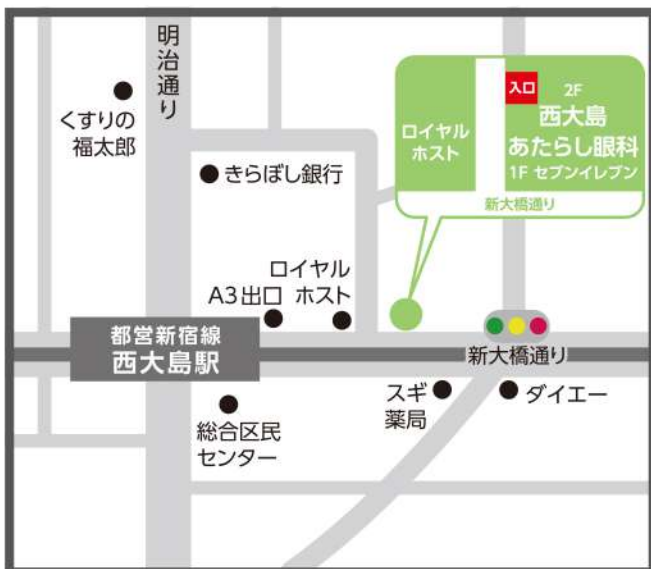 明治通り
くすりの
福太郎
きらぼし銀行
ロイヤル
ホスト
入口
2F
西大島
あたらし眼科
1F セブンイレブン
新大橋通り
ロイヤル
ホスト
A3出口
都営新宿線
西大島駅
新大橋通り
総合区民
センター
スギ
薬局
ダイエー